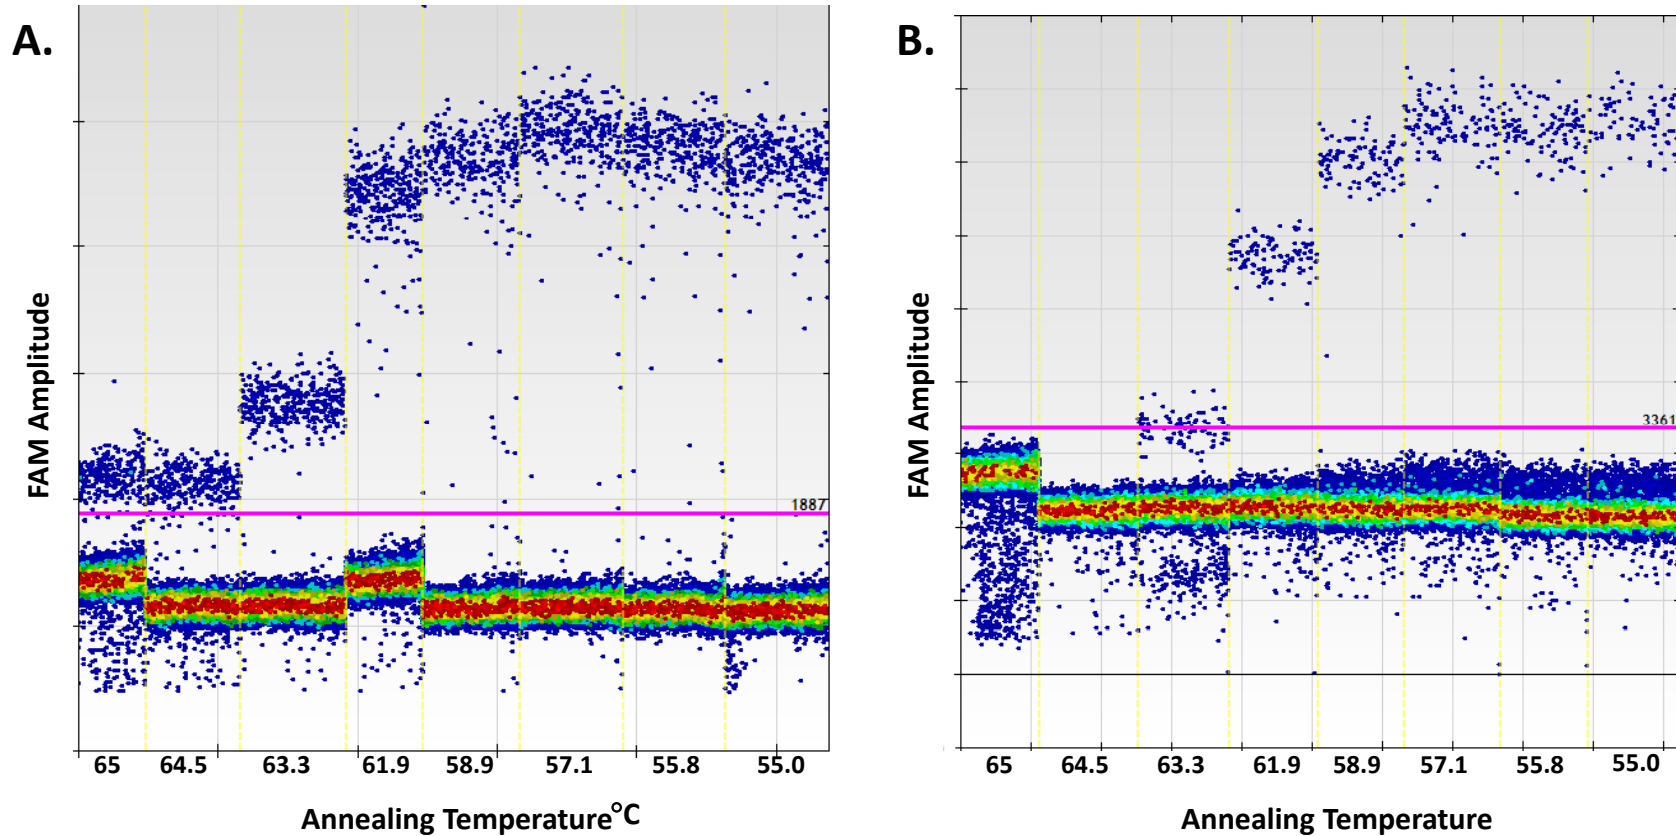 A.
FAM Amplitude
1887
65 64.5 63.3 61.9 58.9 57.1 55.8 55.0
Annealing Temperature°C
B.
FAM Amplitude
3361
65 64.5 63.3 61.9 58.9 57.1 55.8 55.0
Annealing Temperature